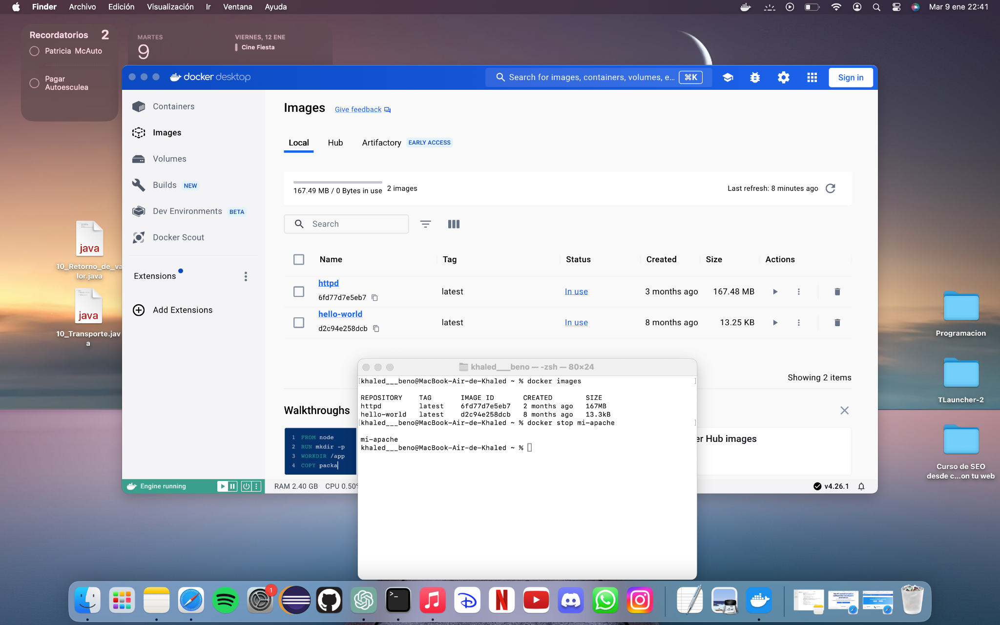 Finder Archivo Edición Visualización Ir Ventana Ayuda Mar 9 ene 22:41
Recordatorios 2
Patricia McAuto
Pagar
Autoesculea
MARTES
9
VIERNES, 12 ENE
Cine Fiesta
docker desktop
Search for images, containers, volumes, e... ⌘K
Sign in
Containers
Images
Volumes
Builds NEW
Dev Environments BETA
Docker Scout
Extensions
Add Extensions
Images Give feedback
Local Hub Artifactory EARLY ACCESS
167.49 MB / 0 Bytes in use 2 images Last refresh: 8 minutes ago
Search
Name Tag Status Created Size Actions
httpd
6fd77d7e5eb7
latest In use 3 months ago 167.48 MB
hello-world
d2c94e258dcb
latest In use 8 months ago 13.25 KB
Showing 2 items
Walkthroughs
1 FROM node
2 RUN mkdir -p
3 WORKDIR /app
4 COPY packa
er Hub images
Engine running
RAM 2.40 GB CPU 0.50%
v4.26.1
khaled___beno — -zsh — 80×24
[khaled___beno@MacBook-Air-de-Khaled ~ % docker images ]
REPOSITORY TAG IMAGE ID CREATED SIZE
httpd latest 6fd77d7e5eb7 2 months ago 167MB
hello-world latest d2c94e258dcb 8 months ago 13.3kB
[khaled___beno@MacBook-Air-de-Khaled ~ % docker stop mi-apache ]
mi-apache
khaled___beno@MacBook-Air-de-Khaled ~ %
java
10_Retorno_de_va
lor.java
java
10_Transporte.jav
a
Programacion
TLauncher-2
Curso de SEO
desde c...on tu web
1